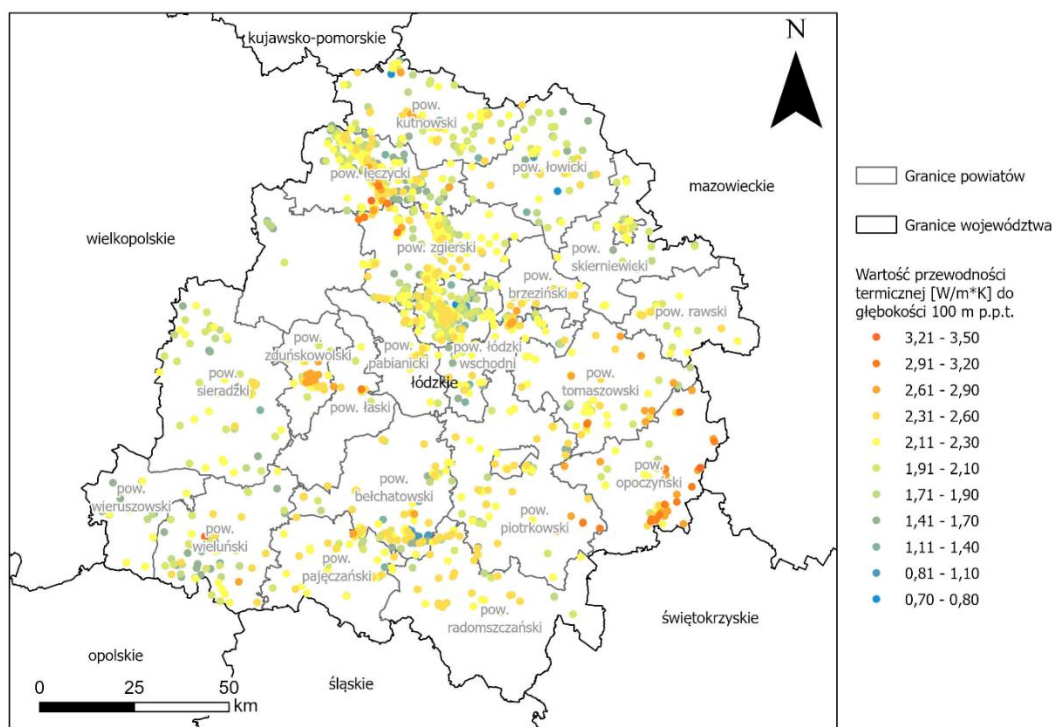 kujawsko-pomorskie
N
pow.
kutnowski
pow. łęczycki
pow. łowicki
mazowieckie
Granice powiatów
wielkopolskie
pow. zgierski
pow.
skierniewicki
Granice województwa
pow.
brzeziński
pow. rawski
Wartość przewodności
termicznej [W/m*K] do
głębokości 100 m p.p.t.
pow.
zduńskowolski
pow.
pabianicki
pow. łódzki
wschodni
łódzkie
pow.
sieradzki
pow. łaski
pow.
tomaszowski
3,21 - 3,50
2,91 - 3,20
2,61 - 2,90
2,31 - 2,60
2,11 - 2,30
1,91 - 2,10
1,71 - 1,90
1,41 - 1,70
1,11 - 1,40
0,81 - 1,10
0,70 - 0,80
pow.
wieruszowski
pow.
bełchatowski
pow.
opoczyński
pow.
wieluński
pow.
piotrkowski
pow.
pajęczański
pow.
radomszczański
świętokrzyskie
opolskie
śląskie
0 25 50
km